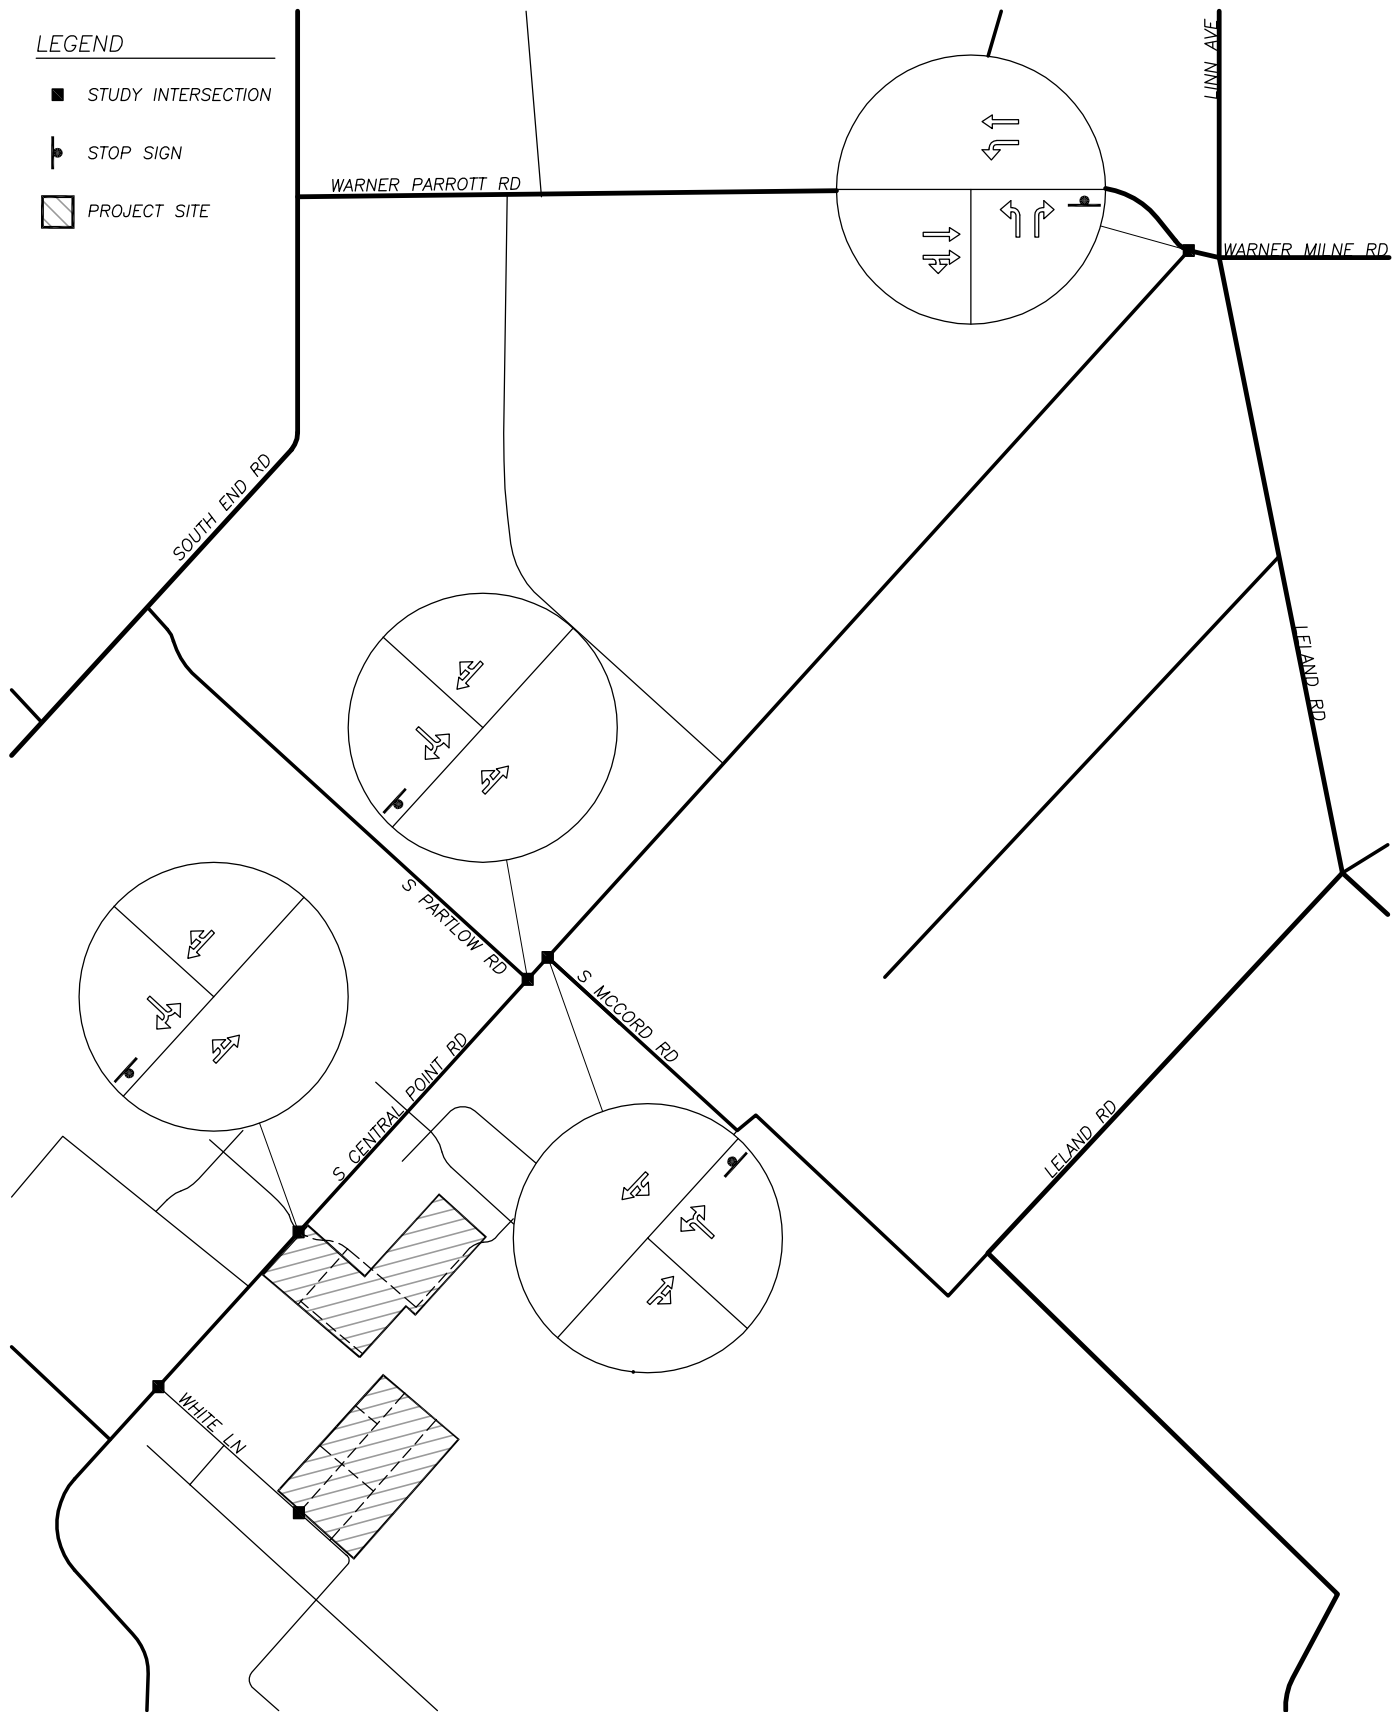 LEGEND
STUDY INTERSECTION
STOP SIGN
PROJECT SITE
LINN AVE
WARNER PARROTT RD
WARNER MILNE RD
SOUTH END RD
LELAND RD
S PARTLOW RD
S MCCORD RD
S CENTRAL POINT RD
LELAND RD
WHITE LN